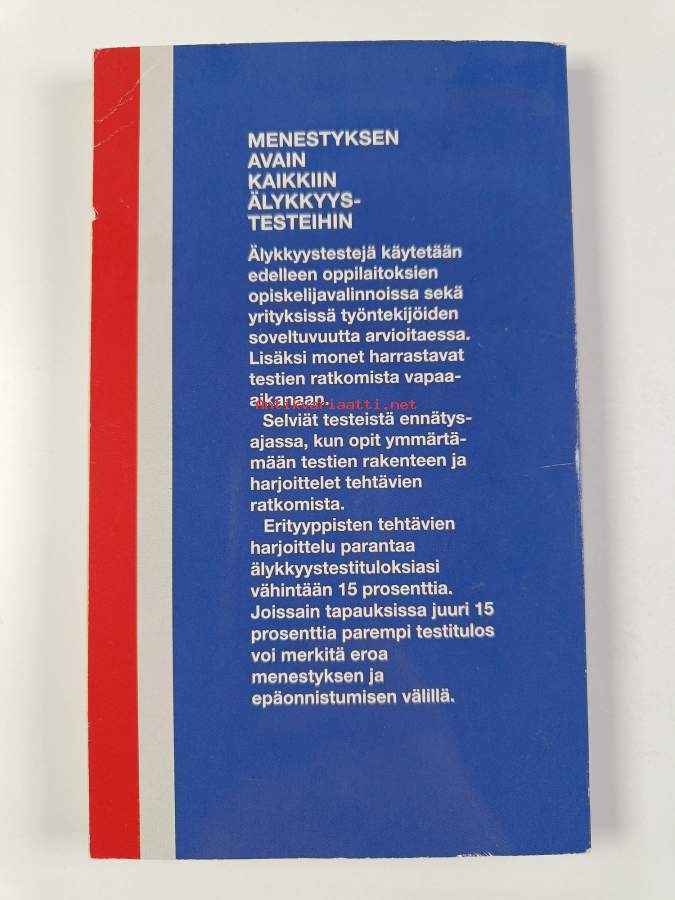 MENESTYKSEN
AVAIN
KAIKKIIN
ÄLYKKYYS-
TESTEIHIN
Älykkyystestejä käytetään
edelleen oppilaitoksien
opiskelijavalinnoissa sekä
yrityksissä työntekijöiden
soveltuvuutta arvioitaessa.
Lisäksi monet harrastavat
testien ratkomista vapaa-
aikanaan.
Antikvariaatti.net
Selviät testeistä ennätys-
ajassa, kun opit ymmärtä-
mään testien rakenteen ja
harjoittelet tehtävien
ratkomista.
Erityyppisten tehtävien
harjoittelu parantaa
älykkyystestituloksiasi
vähintään 15 prosenttia.
Joissain tapauksissa juuri 15
prosenttia parempi testitulos
voi merkitä eroa
menestyksen ja
epäonnistumisen välillä.